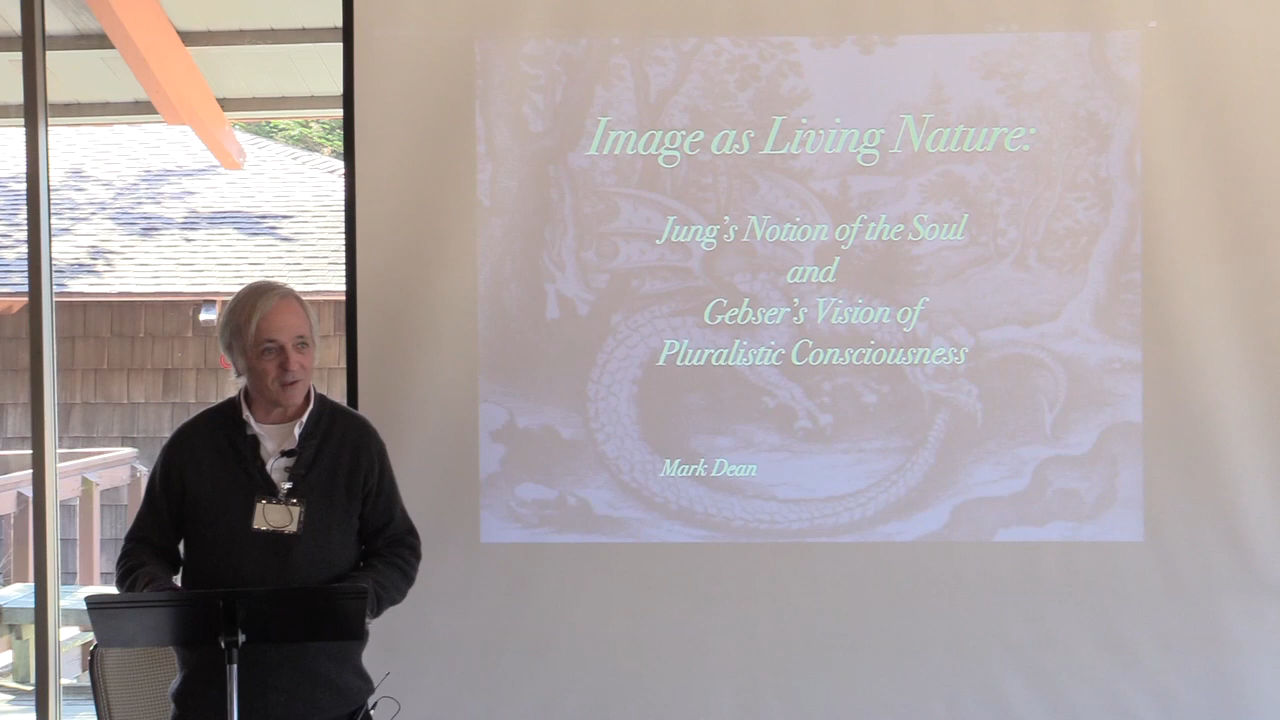 Image as Living Nature:
Jung's Notion of the Soul
and
Gebser's Vision of
Pluralistic Consciousness
Mark Dean